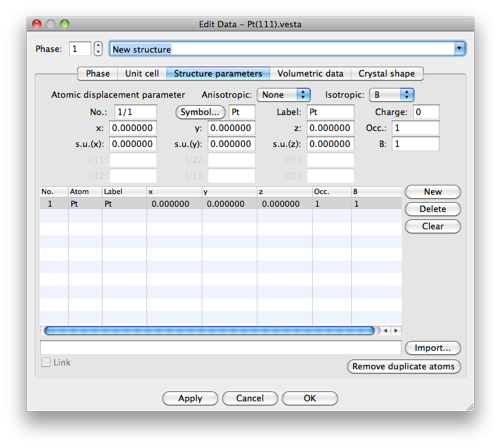 Edit Data - Pt(111).vesta
Phase: 1 New structure
Phase Unit cell Structure parameters Volumetric data Crystal shape
Atomic displacement parameter Anisotropic: None Isotropic: B
No.: 1/1 Symbol... Pt Label: Pt Charge: 0
x: 0.000000 y: 0.000000 z: 0.000000 Occ.: 1
s.u.(x): 0.000000 s.u.(y): 0.000000 s.u.(z): 0.000000 B: 1
U11: U22: U33:
U12: U13: U23:
No. Atom Label x y z Occ. B
1 Pt Pt 0.000000 0.000000 0.000000 1 1
New
Delete
Clear
Import...
Link
Remove duplicate atoms
Apply Cancel OK